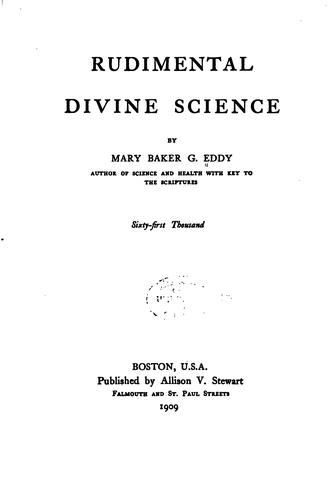 RUDIMENTAL
DIVINE SCIENCE
BY
MARY BAKER G. EDDY
AUTHOR OF SCIENCE AND HEALTH WITH KEY TO
THE SCRIPTURES
Sixty-first Thousand
BOSTON, U.S.A.
Published by Allison V. Stewart
FALMOUTH AND ST. PAUL STREETS
1909